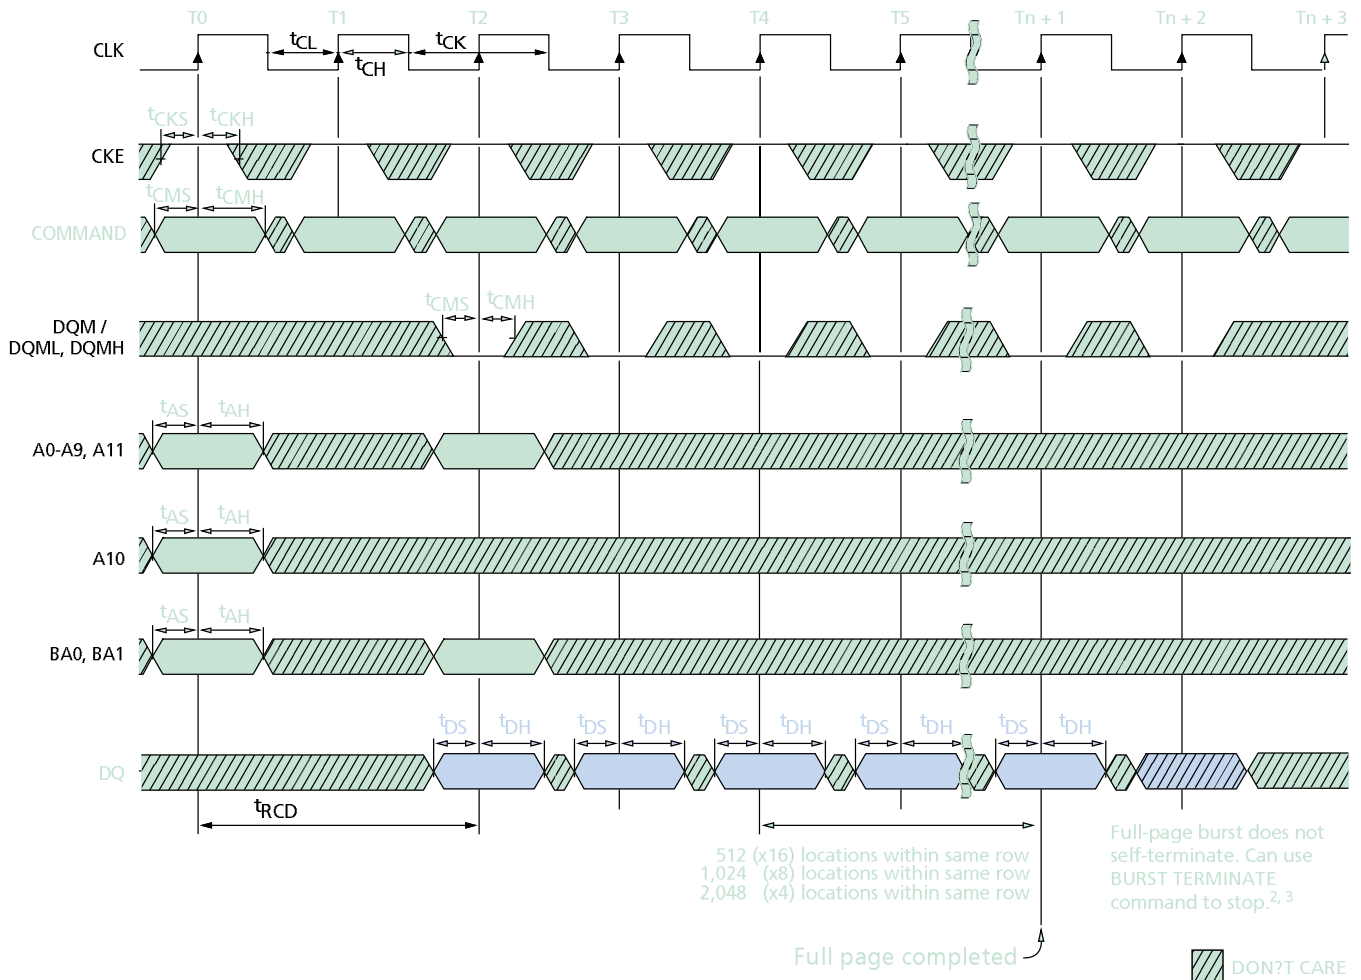 T0 T1 T2 T3 T4 T5 Tn + 1 Tn + 2 Tn + 3
CLK
tCL tCK
tCH
tCKS tCKH
CKE
tCMS tCMH
COMMAND
tCMS tCMH
DQM /
DQML, DQMH
tAS tAH
A0-A9, A11
tAS tAH
A10
tAS tAH
BA0, BA1
tDS tDH tDS tDH tDS tDH tDS tDH tDS tDH
DQ
tRCD
512 (x16) locations within same row
1,024 (x8) locations within same row
2,048 (x4) locations within same row
Full-page burst does not
self-terminate. Can use
BURST TERMINATE
command to stop.2, 3
Full page completed
DON?T CARE